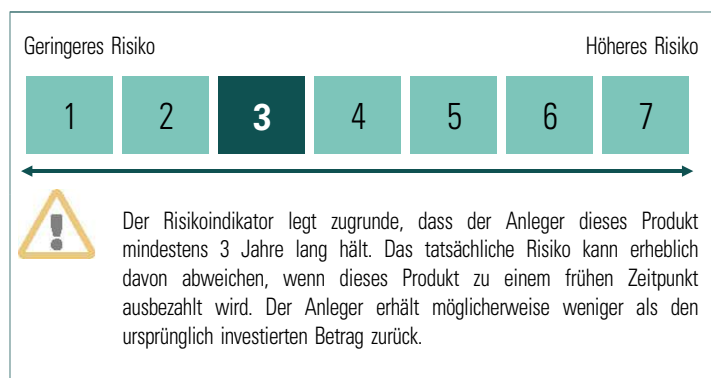 Geringeres Risiko Höheres Risiko
1 2 3 4 5 6 7
Der Risikoindikator legt zugrunde, dass der Anleger dieses Produkt
mindestens 3 Jahre lang hält. Das tatsächliche Risiko kann erheblich
davon abweichen, wenn dieses Produkt zu einem frühen Zeitpunkt
ausbezahlt wird. Der Anleger erhält möglicherweise weniger als den
ursprünglich investierten Betrag zurück.